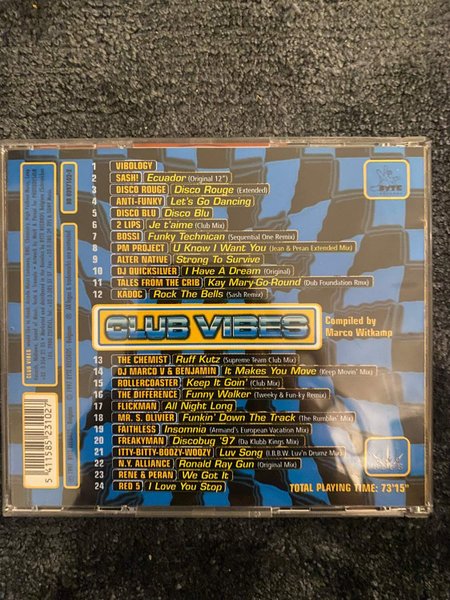 1 VIBOLOGY
2 SASH! Ecuador (Original 12")
3 DISCO ROUGE Disco Rouge (Extended)
4 ANTI-FUNKY Let's Go Dancing
5 DISCO BLU Disco Blu
6 2 LIPS Je t'aime (Club Mix)
7 BOSSI Funky Technican (Sequential One Remix)
8 PM PROJECT U Know I Want You (Jean & Peran Extended Mix)
9 ALTER NATIVE Strong To Survive
10 DJ QUICKSILVER I Have A Dream (Original)
11 TALES FROM THE CRIB Kay Mary-Go-Round (Dub Foundation Rmx)
12 KADOC Rock The Bells (Sash Remix)
BYTE
CLUB VIBES
Compiled by
Marco Witkamp
13 THE CHEMIST Ruff Kutz (Supreme Team Club Mix)
14 DJ MARCO V & BENJAMIN It Makes You Move (Keep Movin' Mix)
15 ROLLERCOASTER Keep It Goin' (Club Mix)
16 THE DIFFERENCE Funny Walker (Tweeky & Fun-ky Remix)
17 FLICKMAN All Night Long
18 MR. S. OLIVIER Funkin' Down The Track (The Rumblin' Mix)
19 FAITHLESS Insomnia (Armand's European Vacation Mix)
20 FREAKYMAN Discobug '97 (Da Klubb Kings Mix)
21 ITTY-BITTY-BOOZY-WOOZY Luv Song (I.B.B.W. Luv'n Drumz Mix)
22 N.Y. ALLIANCE Ronald Ray Gun (Original Mix)
23 RENE & PERAN We Got It
24 RED 5 I Love You Stop
TOTAL PLAYING TIME: 73'15"
CLUB VIBES
5 411585 231027